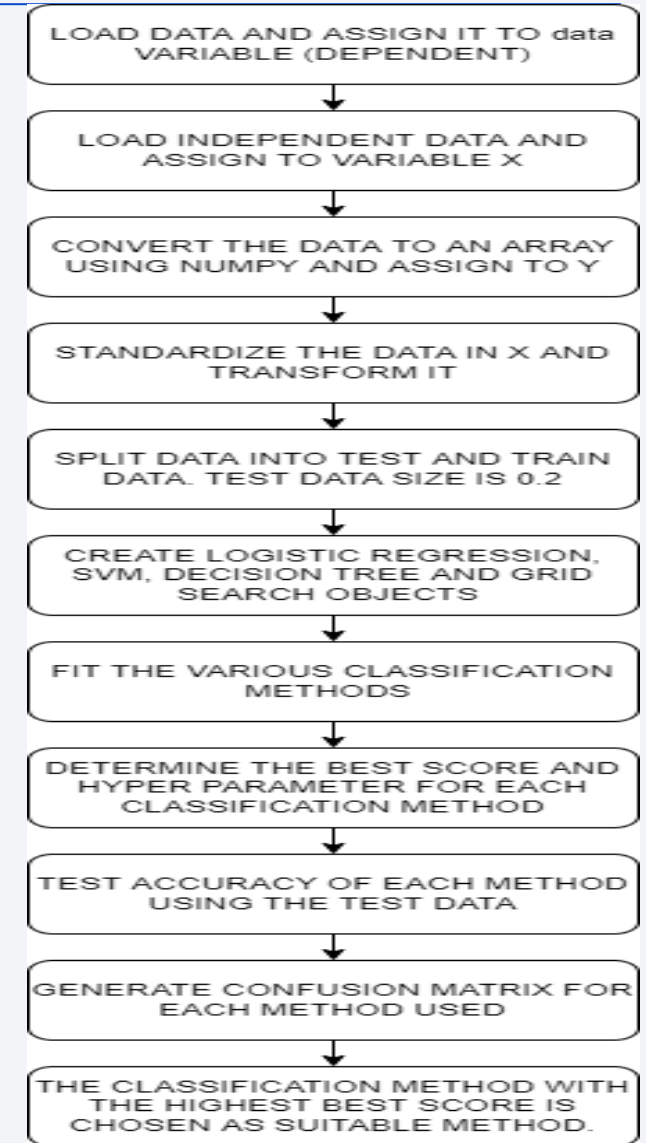 LOAD DATA AND ASSIGN IT TO data
VARIABLE (DEPENDENT)
LOAD INDEPENDENT DATA AND
ASSIGN TO VARIABLE X
CONVERT THE DATA TO AN ARRAY
USING NUMPY AND ASSIGN TO Y
STANDARDIZE THE DATA IN X AND
TRANSFORM IT
SPLIT DATA INTO TEST AND TRAIN
DATA. TEST DATA SIZE IS 0.2
CREATE LOGISTIC REGRESSION,
SVM, DECISION TREE AND GRID
SEARCH OBJECTS
FIT THE VARIOUS CLASSIFICATION
METHODS
DETERMINE THE BEST SCORE AND
HYPER PARAMETER FOR EACH
CLASSIFICATION METHOD
TEST ACCURACY OF EACH METHOD
USING THE TEST DATA
GENERATE CONFUSION MATRIX FOR
EACH METHOD USED
THE CLASSIFICATION METHOD WITH
THE HIGHEST BEST SCORE IS
CHOSEN AS SUITABLE METHOD.